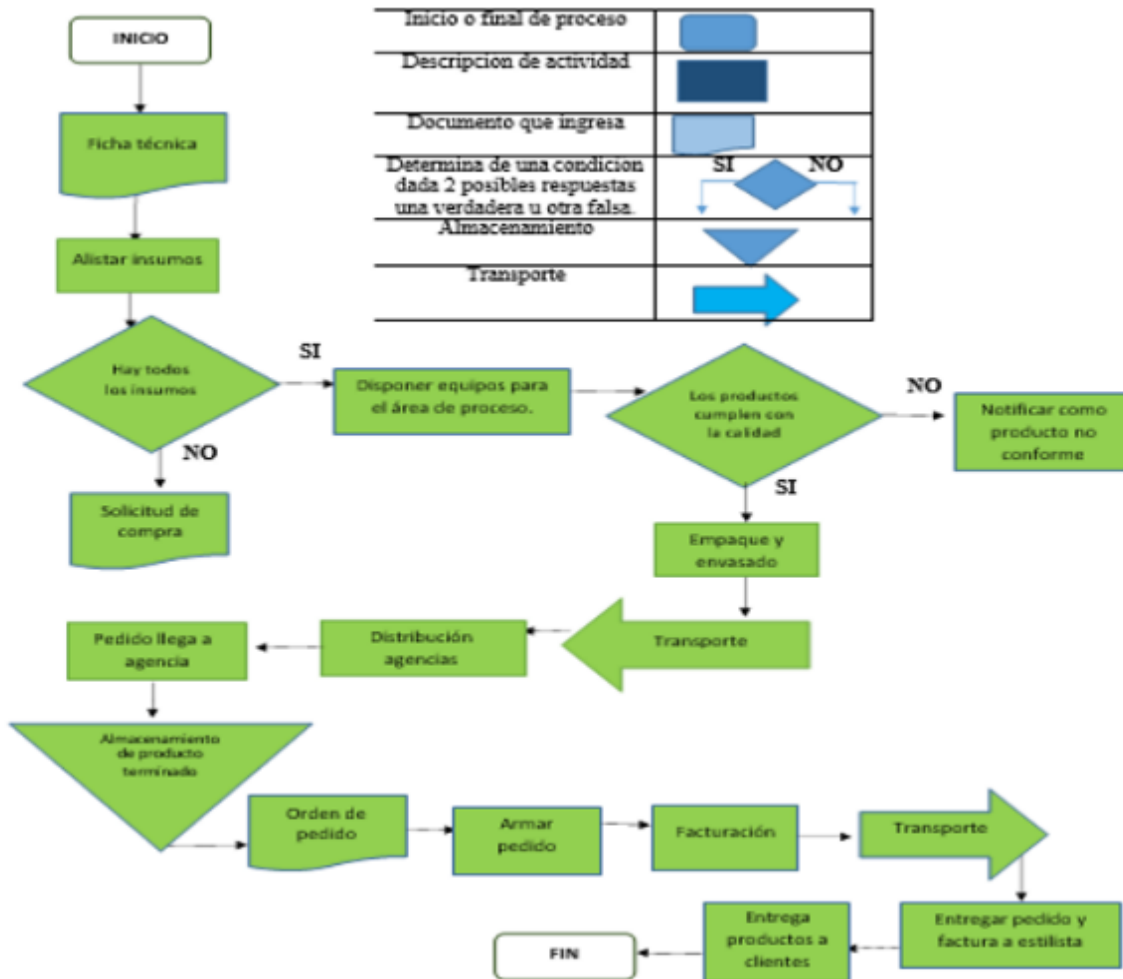 INICIO
Inicio o final de proceso
Descripcion de actividad
Documento que ingresa
Determina de una condicion
dada 2 posibles respuestas
una verdadera u otra falsa.
SI
NO
Almacenamiento
Transporte
Ficha técnica
Alistar insumos
Hay todos
los insumos
SI
Disponer equipos para
el área de proceso.
Los productos
cumplen con
la calidad
NO
Notificar como
producto no
conforme
NO
Solicitud de
compra
SI
Empaque y
envasado
Transporte
Distribución
agencias
Pedido llega a
agencia
Almacenamiento
de producto
terminado
Orden de
pedido
Armar
pedido
Facturación
Transporte
Entregar pedido y
factura a estilista
Entrega
productos a
clientes
FIN